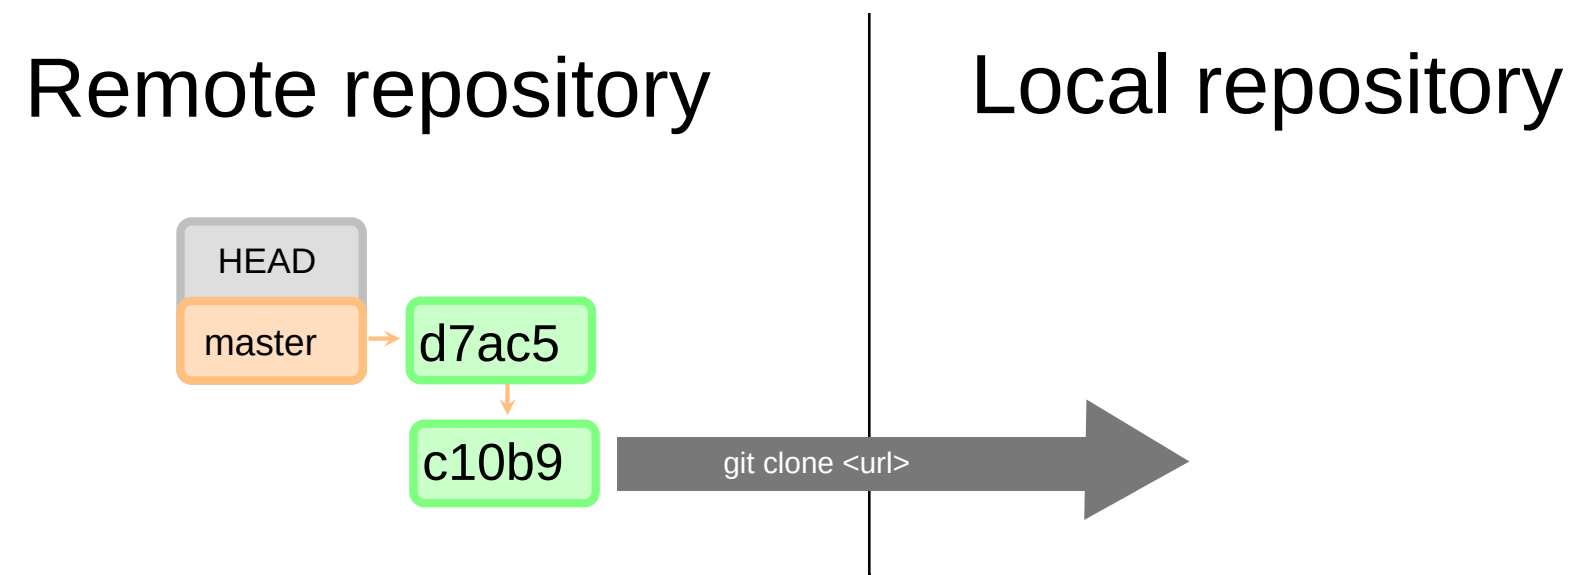 Remote repository
Local repository
HEAD
master
d7ac5
c10b9
git clone <url>